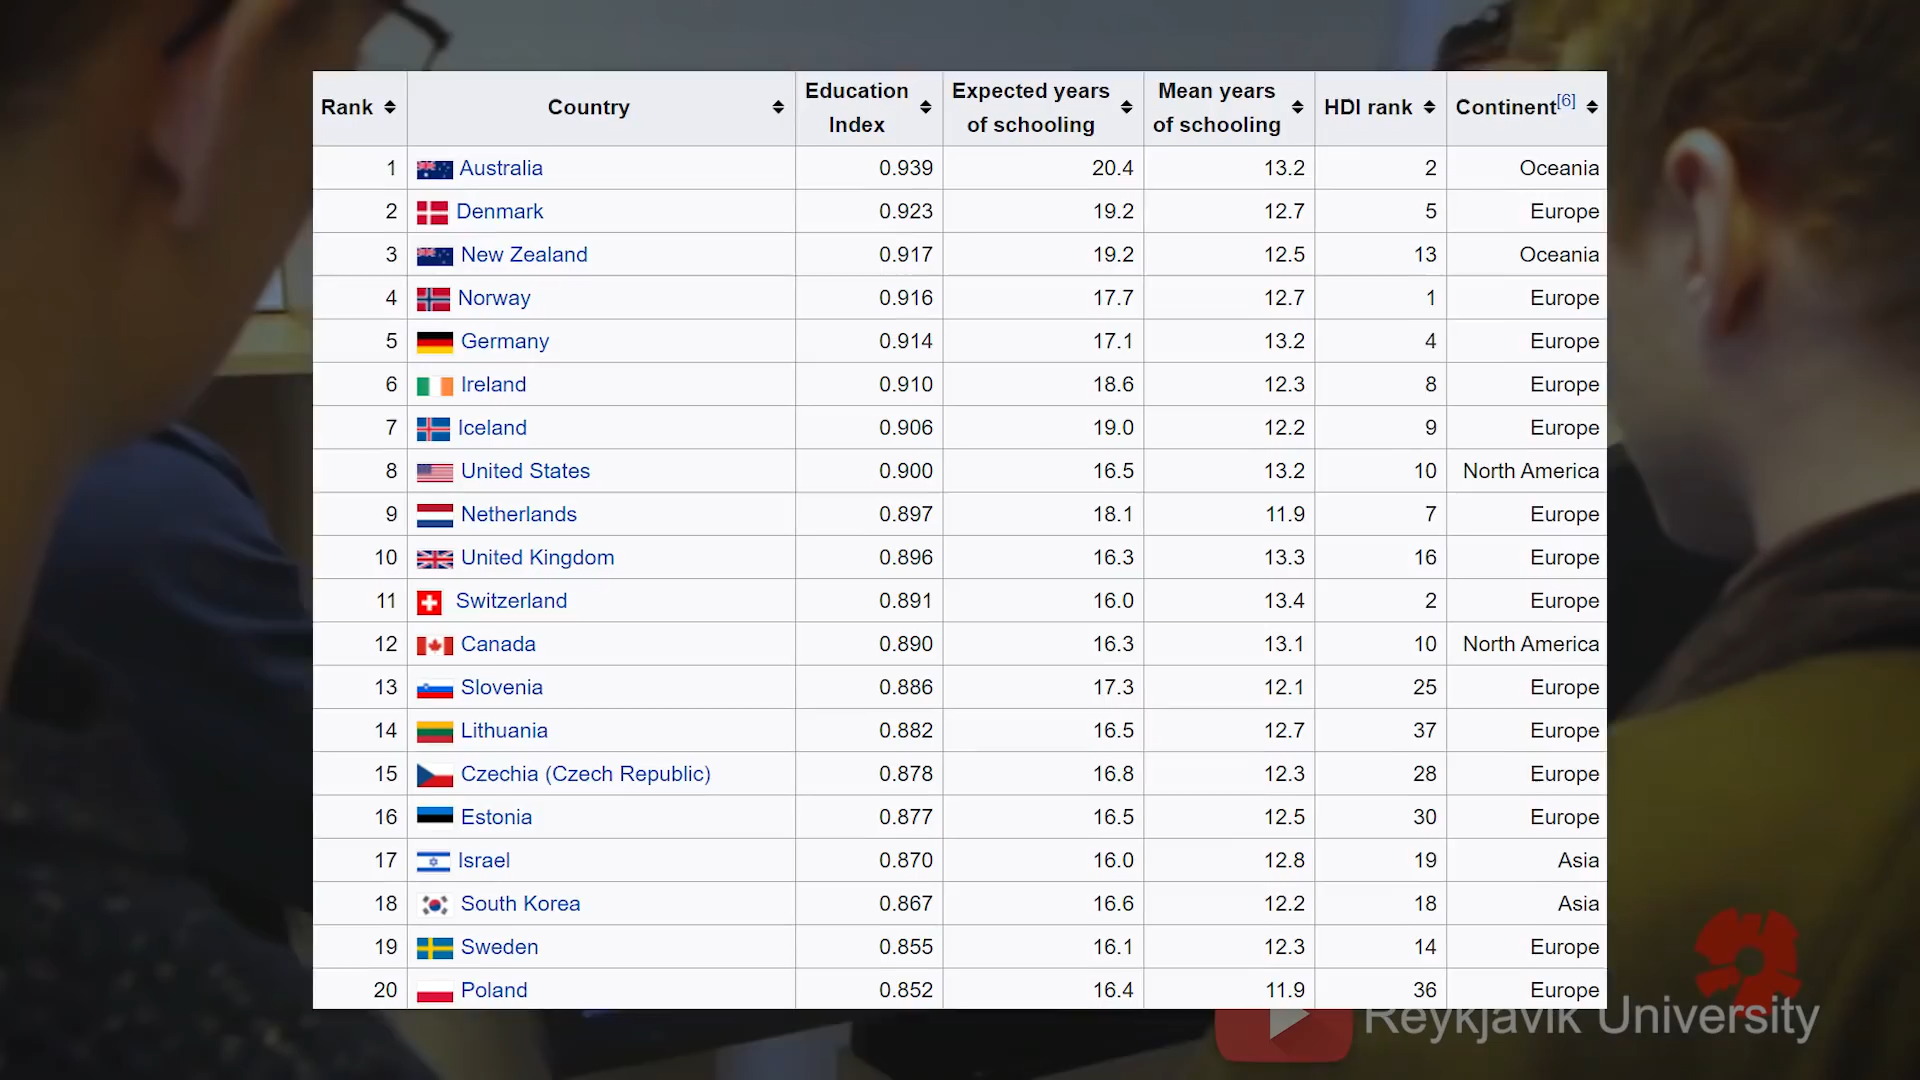 Rank Country Education Index Expected years of schooling Mean years of schooling HDI rank Continent[6]
1 Australia 0.939 20.4 13.2 2 Oceania
2 Denmark 0.923 19.2 12.7 5 Europe
3 New Zealand 0.917 19.2 12.5 13 Oceania
4 Norway 0.916 17.7 12.7 1 Europe
5 Germany 0.914 17.1 13.2 4 Europe
6 Ireland 0.910 18.6 12.3 8 Europe
7 Iceland 0.906 19.0 12.2 9 Europe
8 United States 0.900 16.5 13.2 10 North America
9 Netherlands 0.897 18.1 11.9 7 Europe
10 United Kingdom 0.896 16.3 13.3 16 Europe
11 Switzerland 0.891 16.0 13.4 2 Europe
12 Canada 0.890 16.3 13.1 10 North America
13 Slovenia 0.886 17.3 12.1 25 Europe
14 Lithuania 0.882 16.5 12.7 37 Europe
15 Czechia (Czech Republic) 0.878 16.8 12.3 28 Europe
16 Estonia 0.877 16.5 12.5 30 Europe
17 Israel 0.870 16.0 12.8 19 Asia
18 South Korea 0.867 16.6 12.2 18 Asia
19 Sweden 0.855 16.1 12.3 14 Europe
20 Poland 0.852 16.4 11.9 36 Europe
Reykjavik University